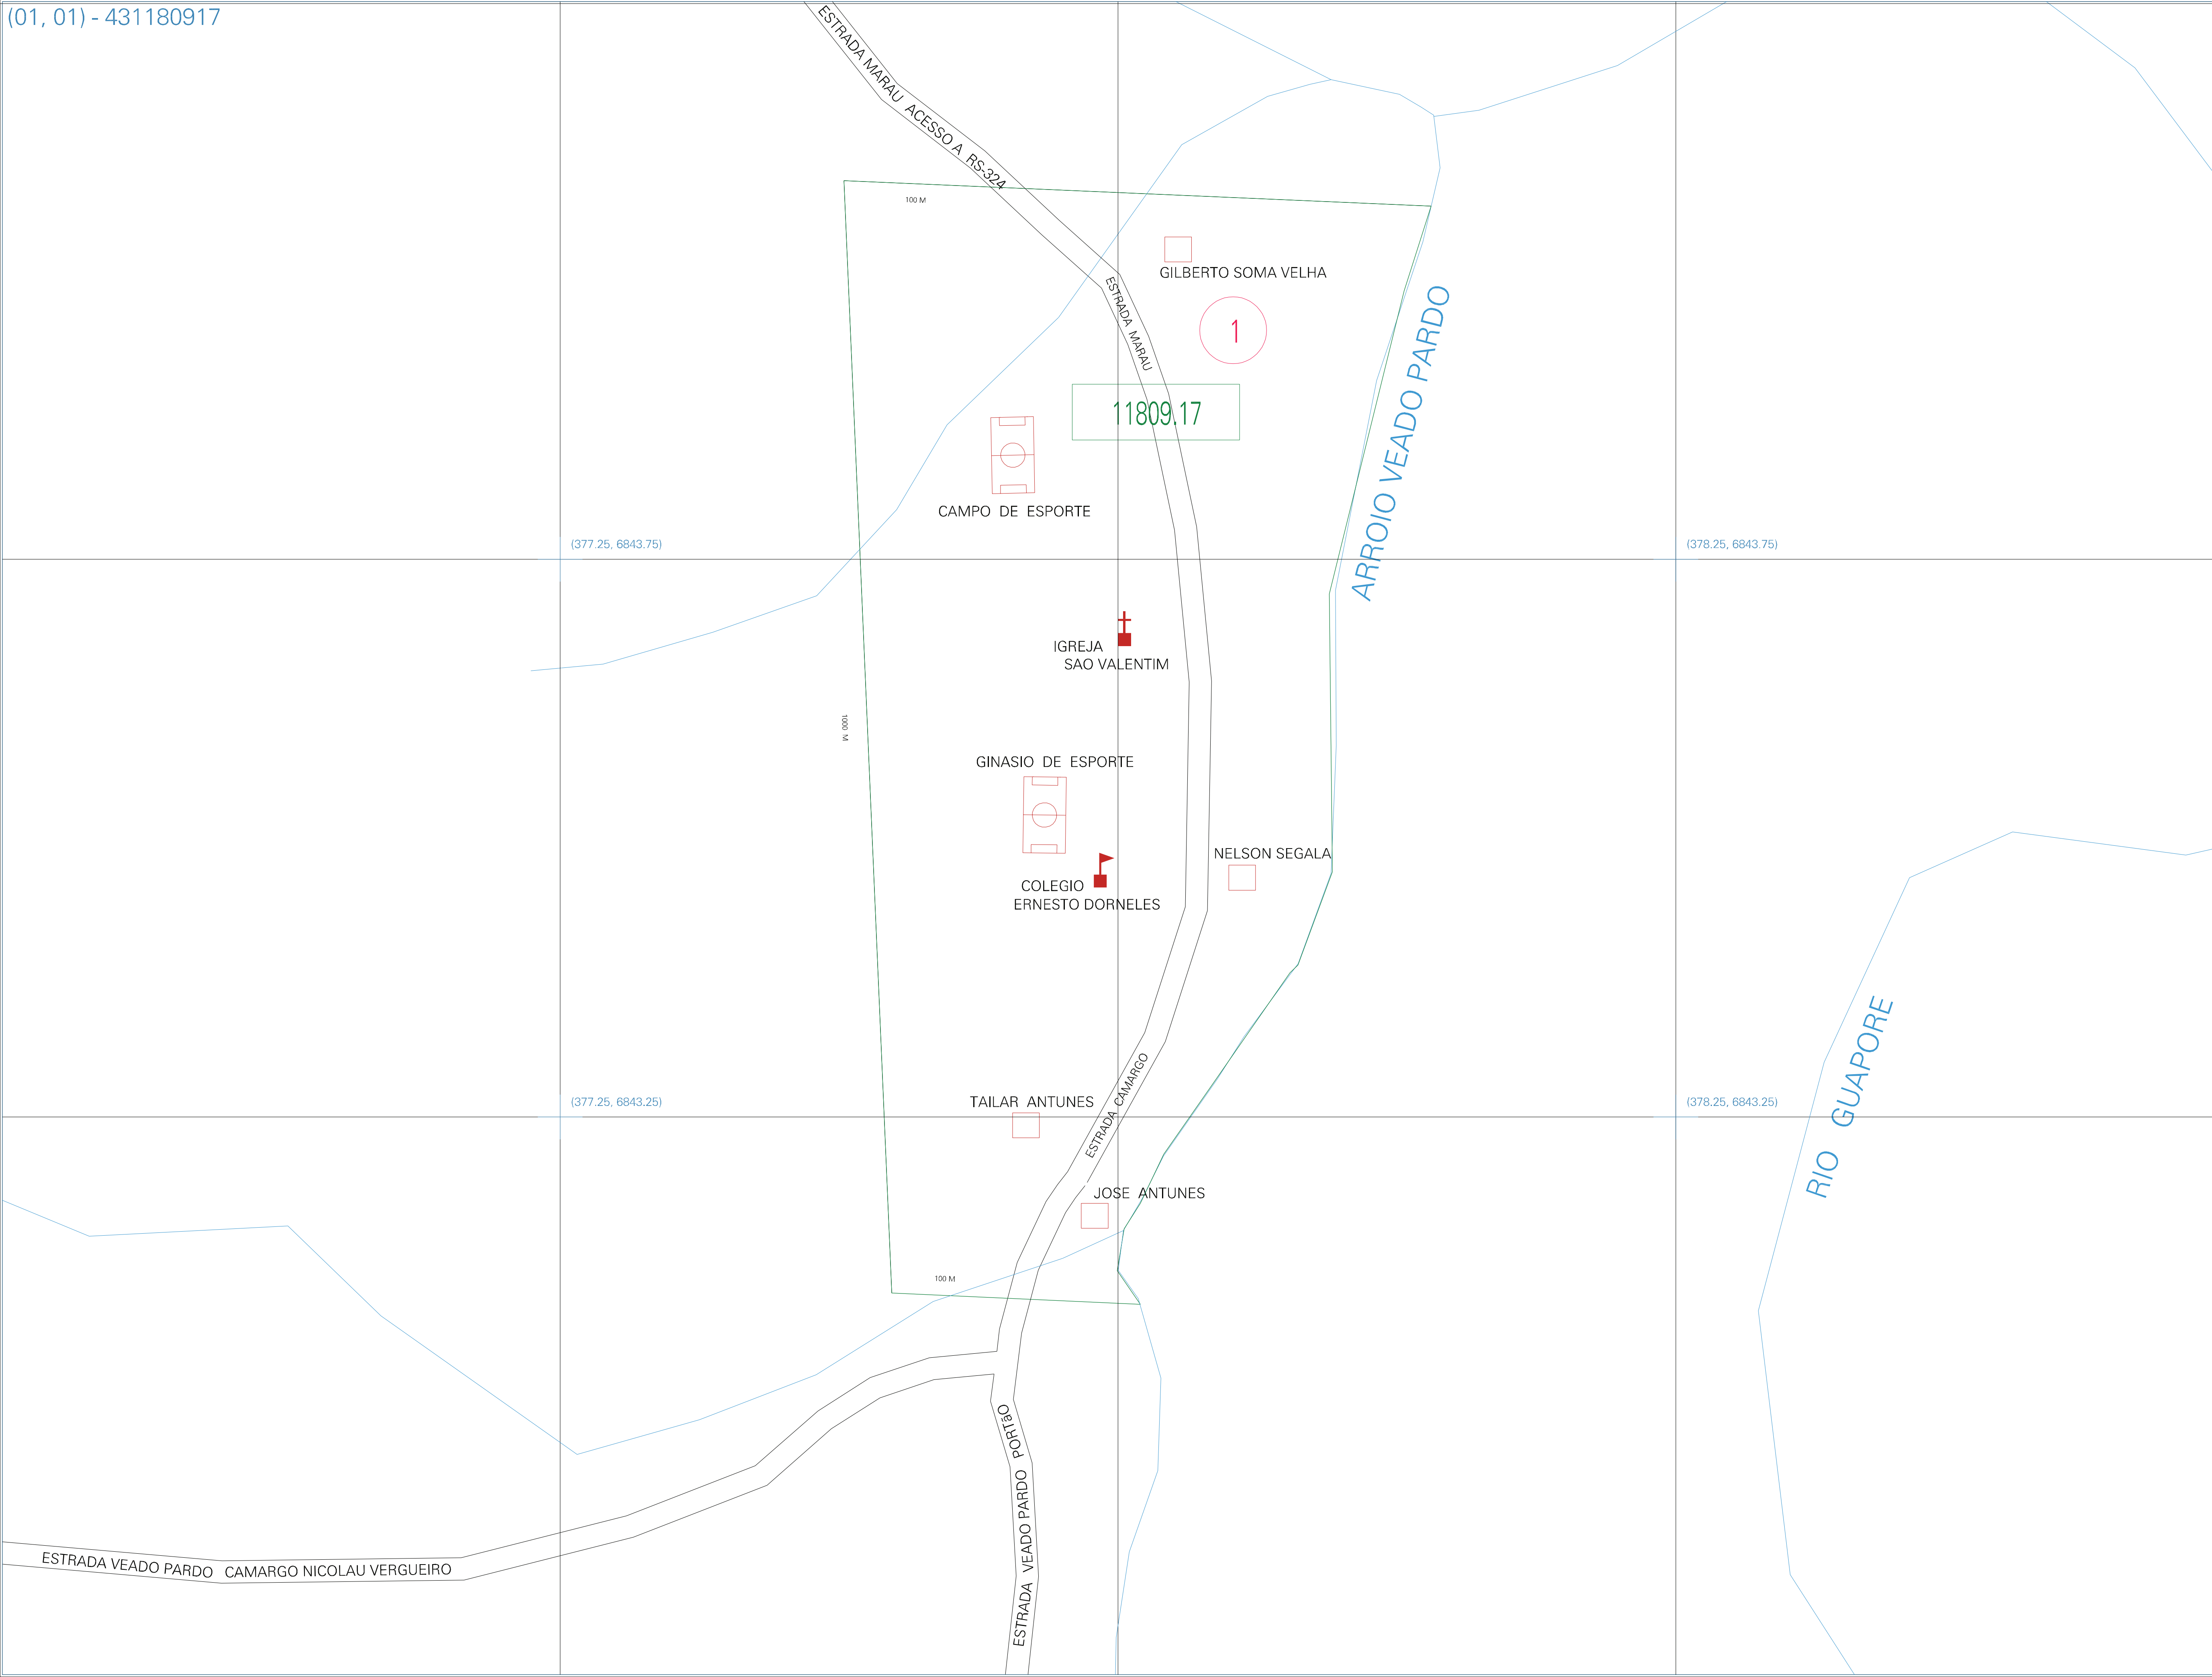 (01, 01) - 431180917
ESTRADA MARAU  ACESSO A  RS-324
100 M
GILBERTO SOMA VELHA
ESTRADA  MARAU
1
ARROIO VEADO PARDO
11809.17
CAMPO  DE  ESPORTE
(377.25, 6843.75)
(378.25, 6843.75)
IGREJA
SAO VALENTIM
1000  M
GINASIO  DE  ESPORTE
NELSON SEGALA
COLEGIO
ERNESTO DORNELES
RIO  GUAPORE
ESTRADA  CAMARGO
TAILAR  ANTUNES
(377.25, 6843.25)
(378.25, 6843.25)
JOSE  ANTUNES
100 M
ESTRADA  VEADO PARDO  PORTãO
ESTRADA VEADO PARDO  CAMARGO NICOLAU VERGUEIRO